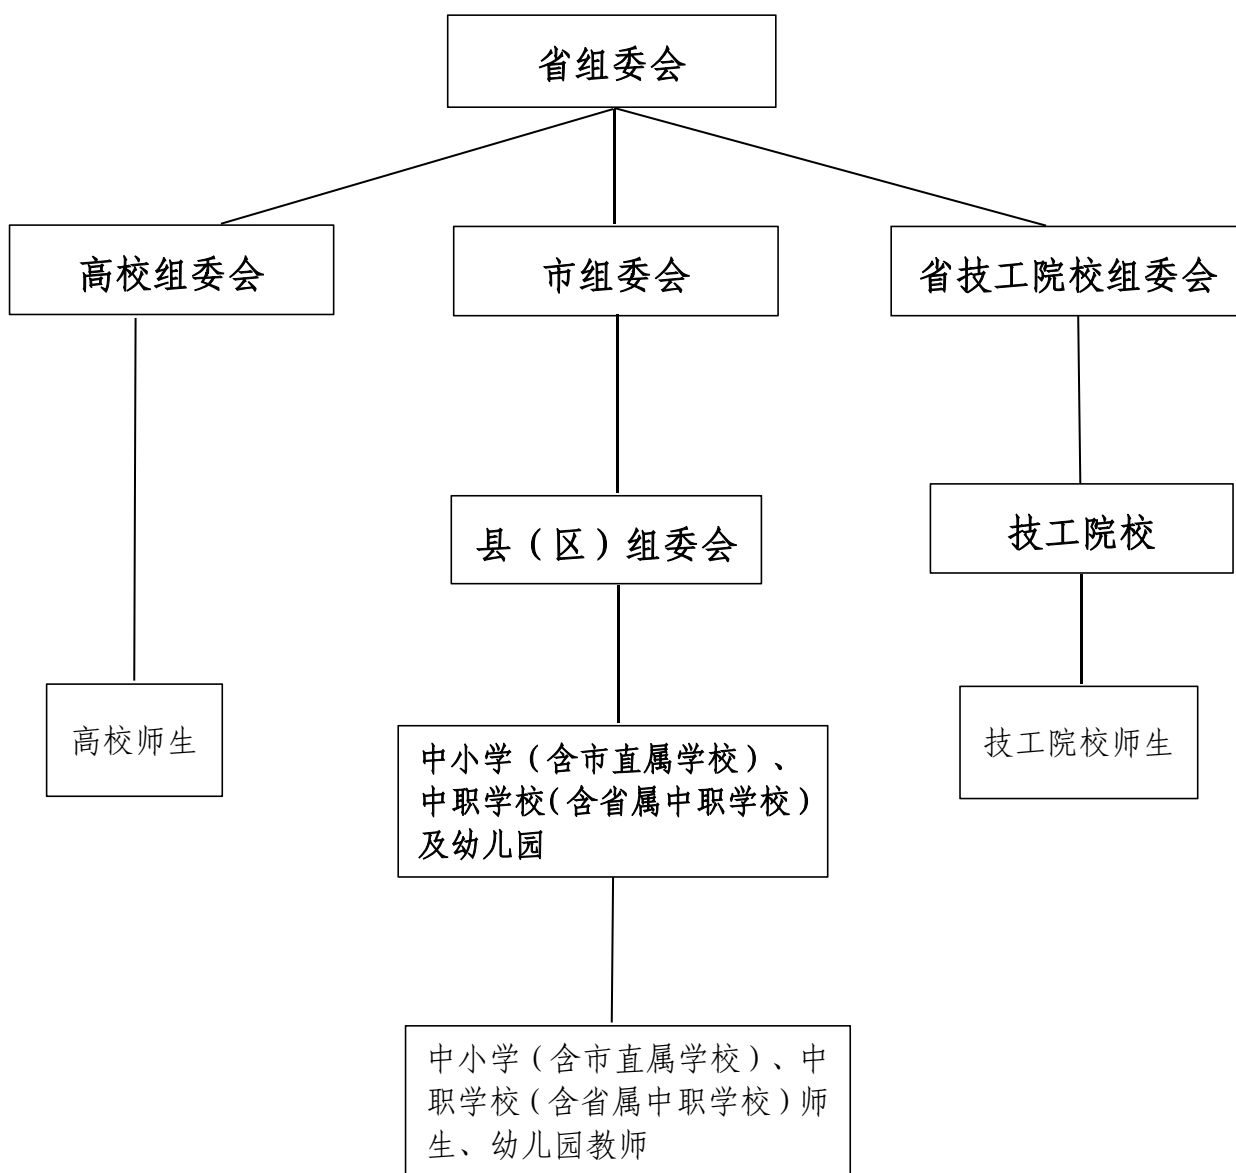 省组委会
高校组委会
市组委会
省技工院校组委会
县（区）组委会
技工院校
高校师生
中小学（含市直属学校）、
中职学校(含省属中职学校）
及幼儿园
技工院校师生
中小学（含市直属学校）、中
职学校（含省属中职学校）师
生、幼儿园教师